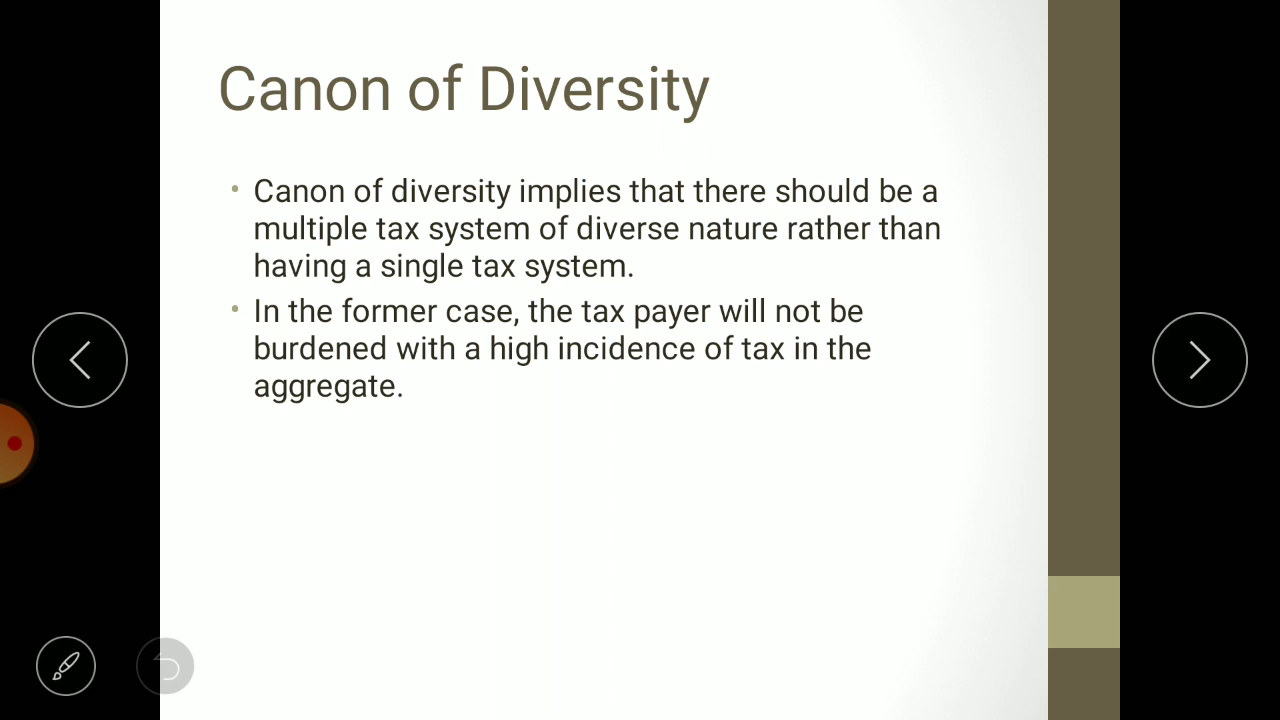 Canon of Diversity
• Canon of diversity implies that there should be a
multiple tax system of diverse nature rather than
having a single tax system.
• In the former case, the tax payer will not be
burdened with a high incidence of tax in the
aggregate.